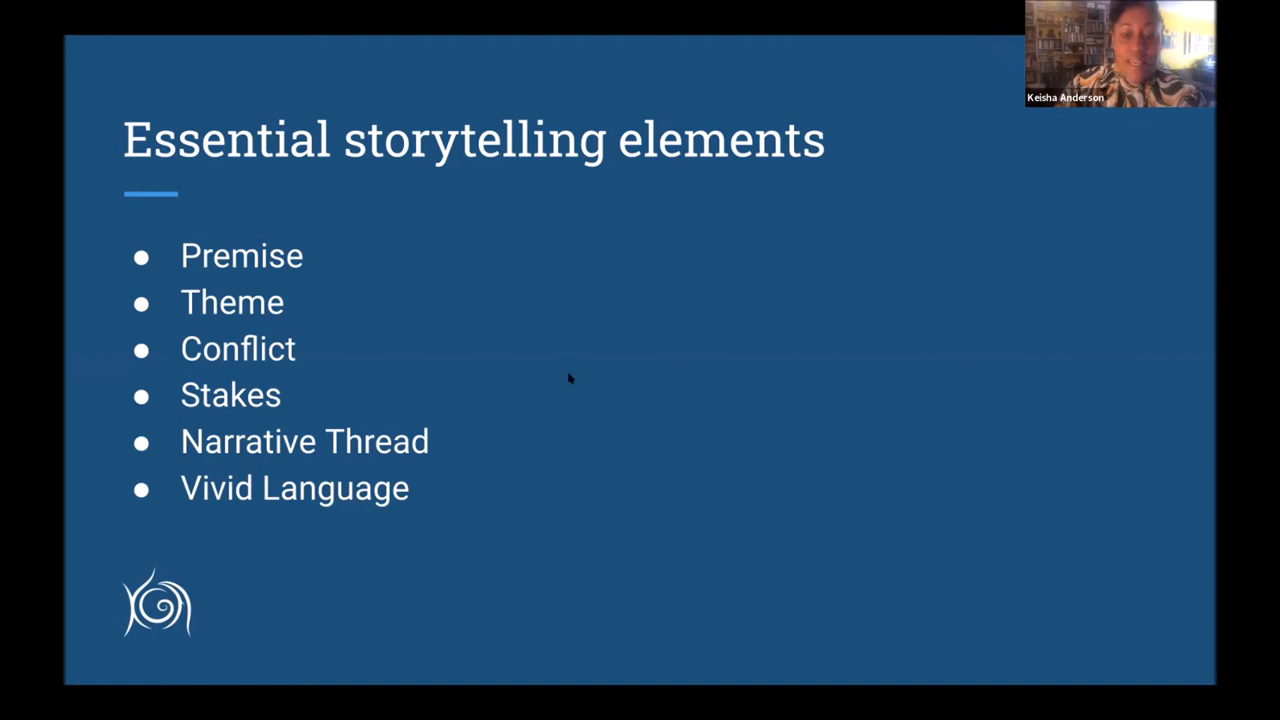 Keisha Anderson
Essential storytelling elements
● Premise
● Theme
● Conflict
● Stakes
● Narrative Thread
● Vivid Language